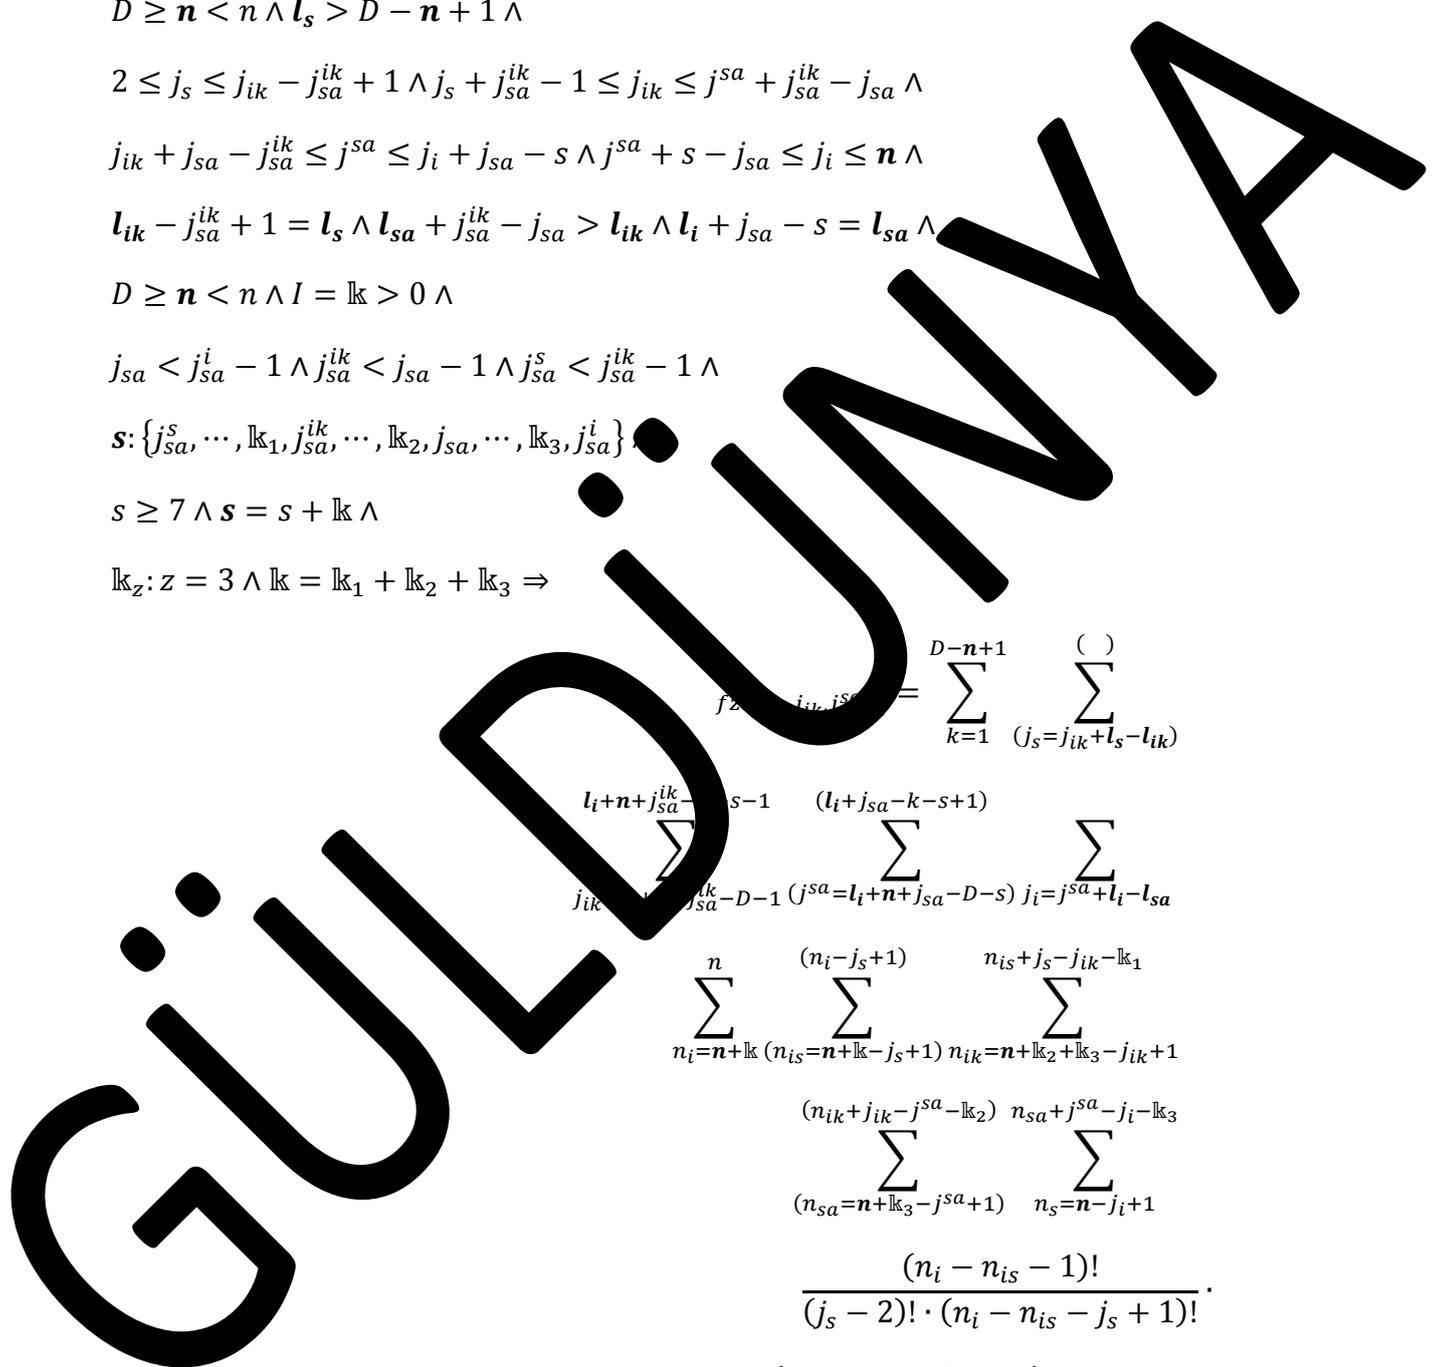 D ≥ 𝒏 < n ∧ 𝒍ₛ > D − 𝒏 + 1 ∧
2 ≤ j_s ≤ j_{ik} − j_{sa}^{ik} + 1 ∧ j_s + j_{sa}^{ik} − 1 ≤ j_{ik} ≤ j^{sa} + j_{sa}^{ik} − j_{sa} ∧
j_{ik} + j_{sa} − j_{sa}^{ik} ≤ j^{sa} ≤ j_i + j_{sa} − s ∧ j^{sa} + s − j_{sa} ≤ j_i ≤ 𝒏 ∧
𝒍_{ik} − j_{sa}^{ik} + 1 = 𝒍_s ∧ 𝒍_{sa} + j_{sa}^{ik} − j_{sa} > 𝒍_{ik} ∧ 𝒍_i + j_{sa} − s = 𝒍_{sa} ∧
D ≥ 𝒏 < n ∧ I = 𝕜 > 0 ∧
j_{sa} < j_{sa}^{i} − 1 ∧ j_{sa}^{ik} < j_{sa} − 1 ∧ j_{sa}^{s} < j_{sa}^{ik} − 1 ∧
𝒔: {j_{sa}^{s}, ⋯ , 𝕜_1, j_{sa}^{ik}, ⋯ , 𝕜_2, j_{sa}, ⋯ , 𝕜_3, j_{sa}^{i}}
s ≥ 7 ∧ 𝒔 = s + 𝕜 ∧
𝕜_z: z = 3 ∧ 𝕜 = 𝕜_1 + 𝕜_2 + 𝕜_3 ⇒
D−𝒏+1 ( )
= ∑ ∑
k=1 (j_s=j_{ik}+𝒍_s−𝒍_{ik})
s−1 (𝒍_i+j_{sa}−k−s+1)
∑ ∑ ∑
−D−1 (j^{sa}=𝒍_i+𝒏+j_{sa}−D−s) j_i=j^{sa}+𝒍_i−𝒍_{sa}
n (n_i−j_s+1) n_{is}+j_s−j_{ik}−𝕜_1
∑ ∑ ∑
n_i=𝒏+𝕜 (n_{is}=𝒏+𝕜−j_s+1) n_{ik}=𝒏+𝕜_2+𝕜_3−j_{ik}+1
(n_{ik}+j_{ik}−j^{sa}−𝕜_2) n_{sa}+j^{sa}−j_i−𝕜_3
∑ ∑
(n_{sa}=𝒏+𝕜_3−j^{sa}+1) n_s=𝒏−j_i+1
(n_i − n_{is} − 1)!
(j_s − 2)! · (n_i − n_{is} − j_s + 1)! ·
GÜLDÜNYA